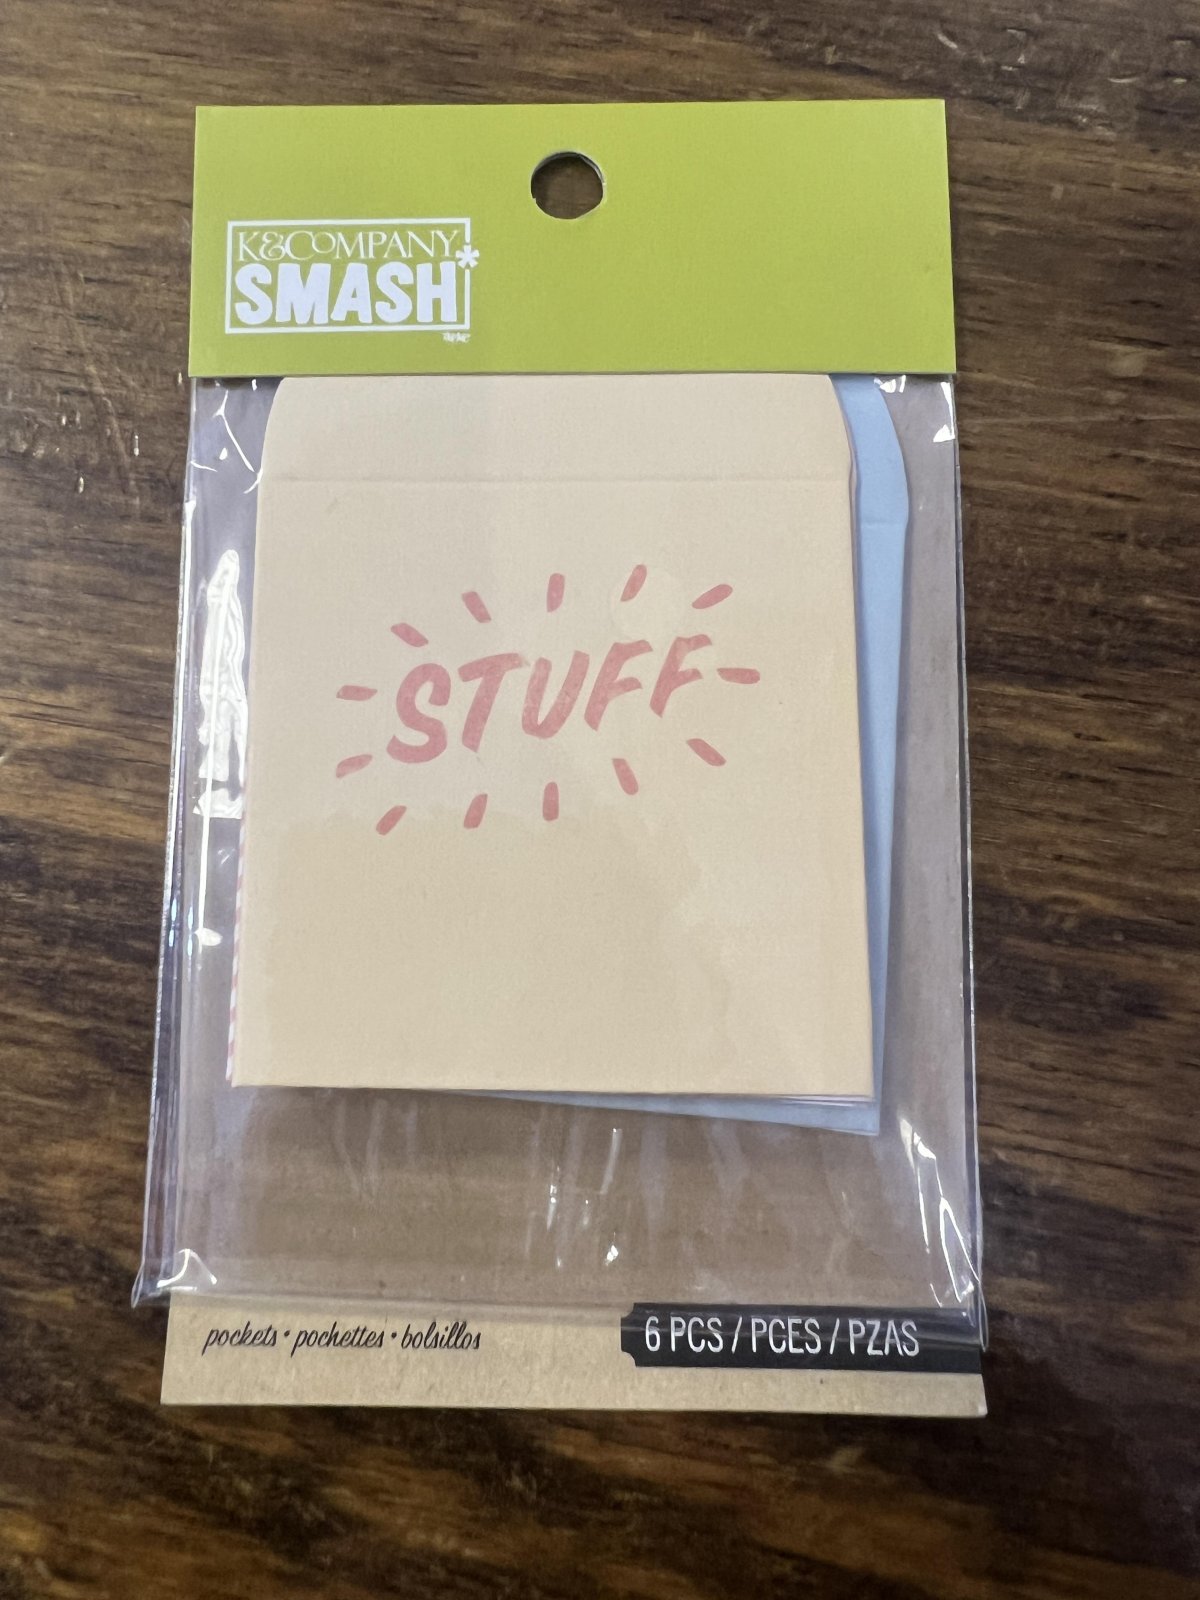 K&COMPANY
SMASH*
STUFF
pockets • pochettes • bolsillos
6 PCS / PCES / PZAS